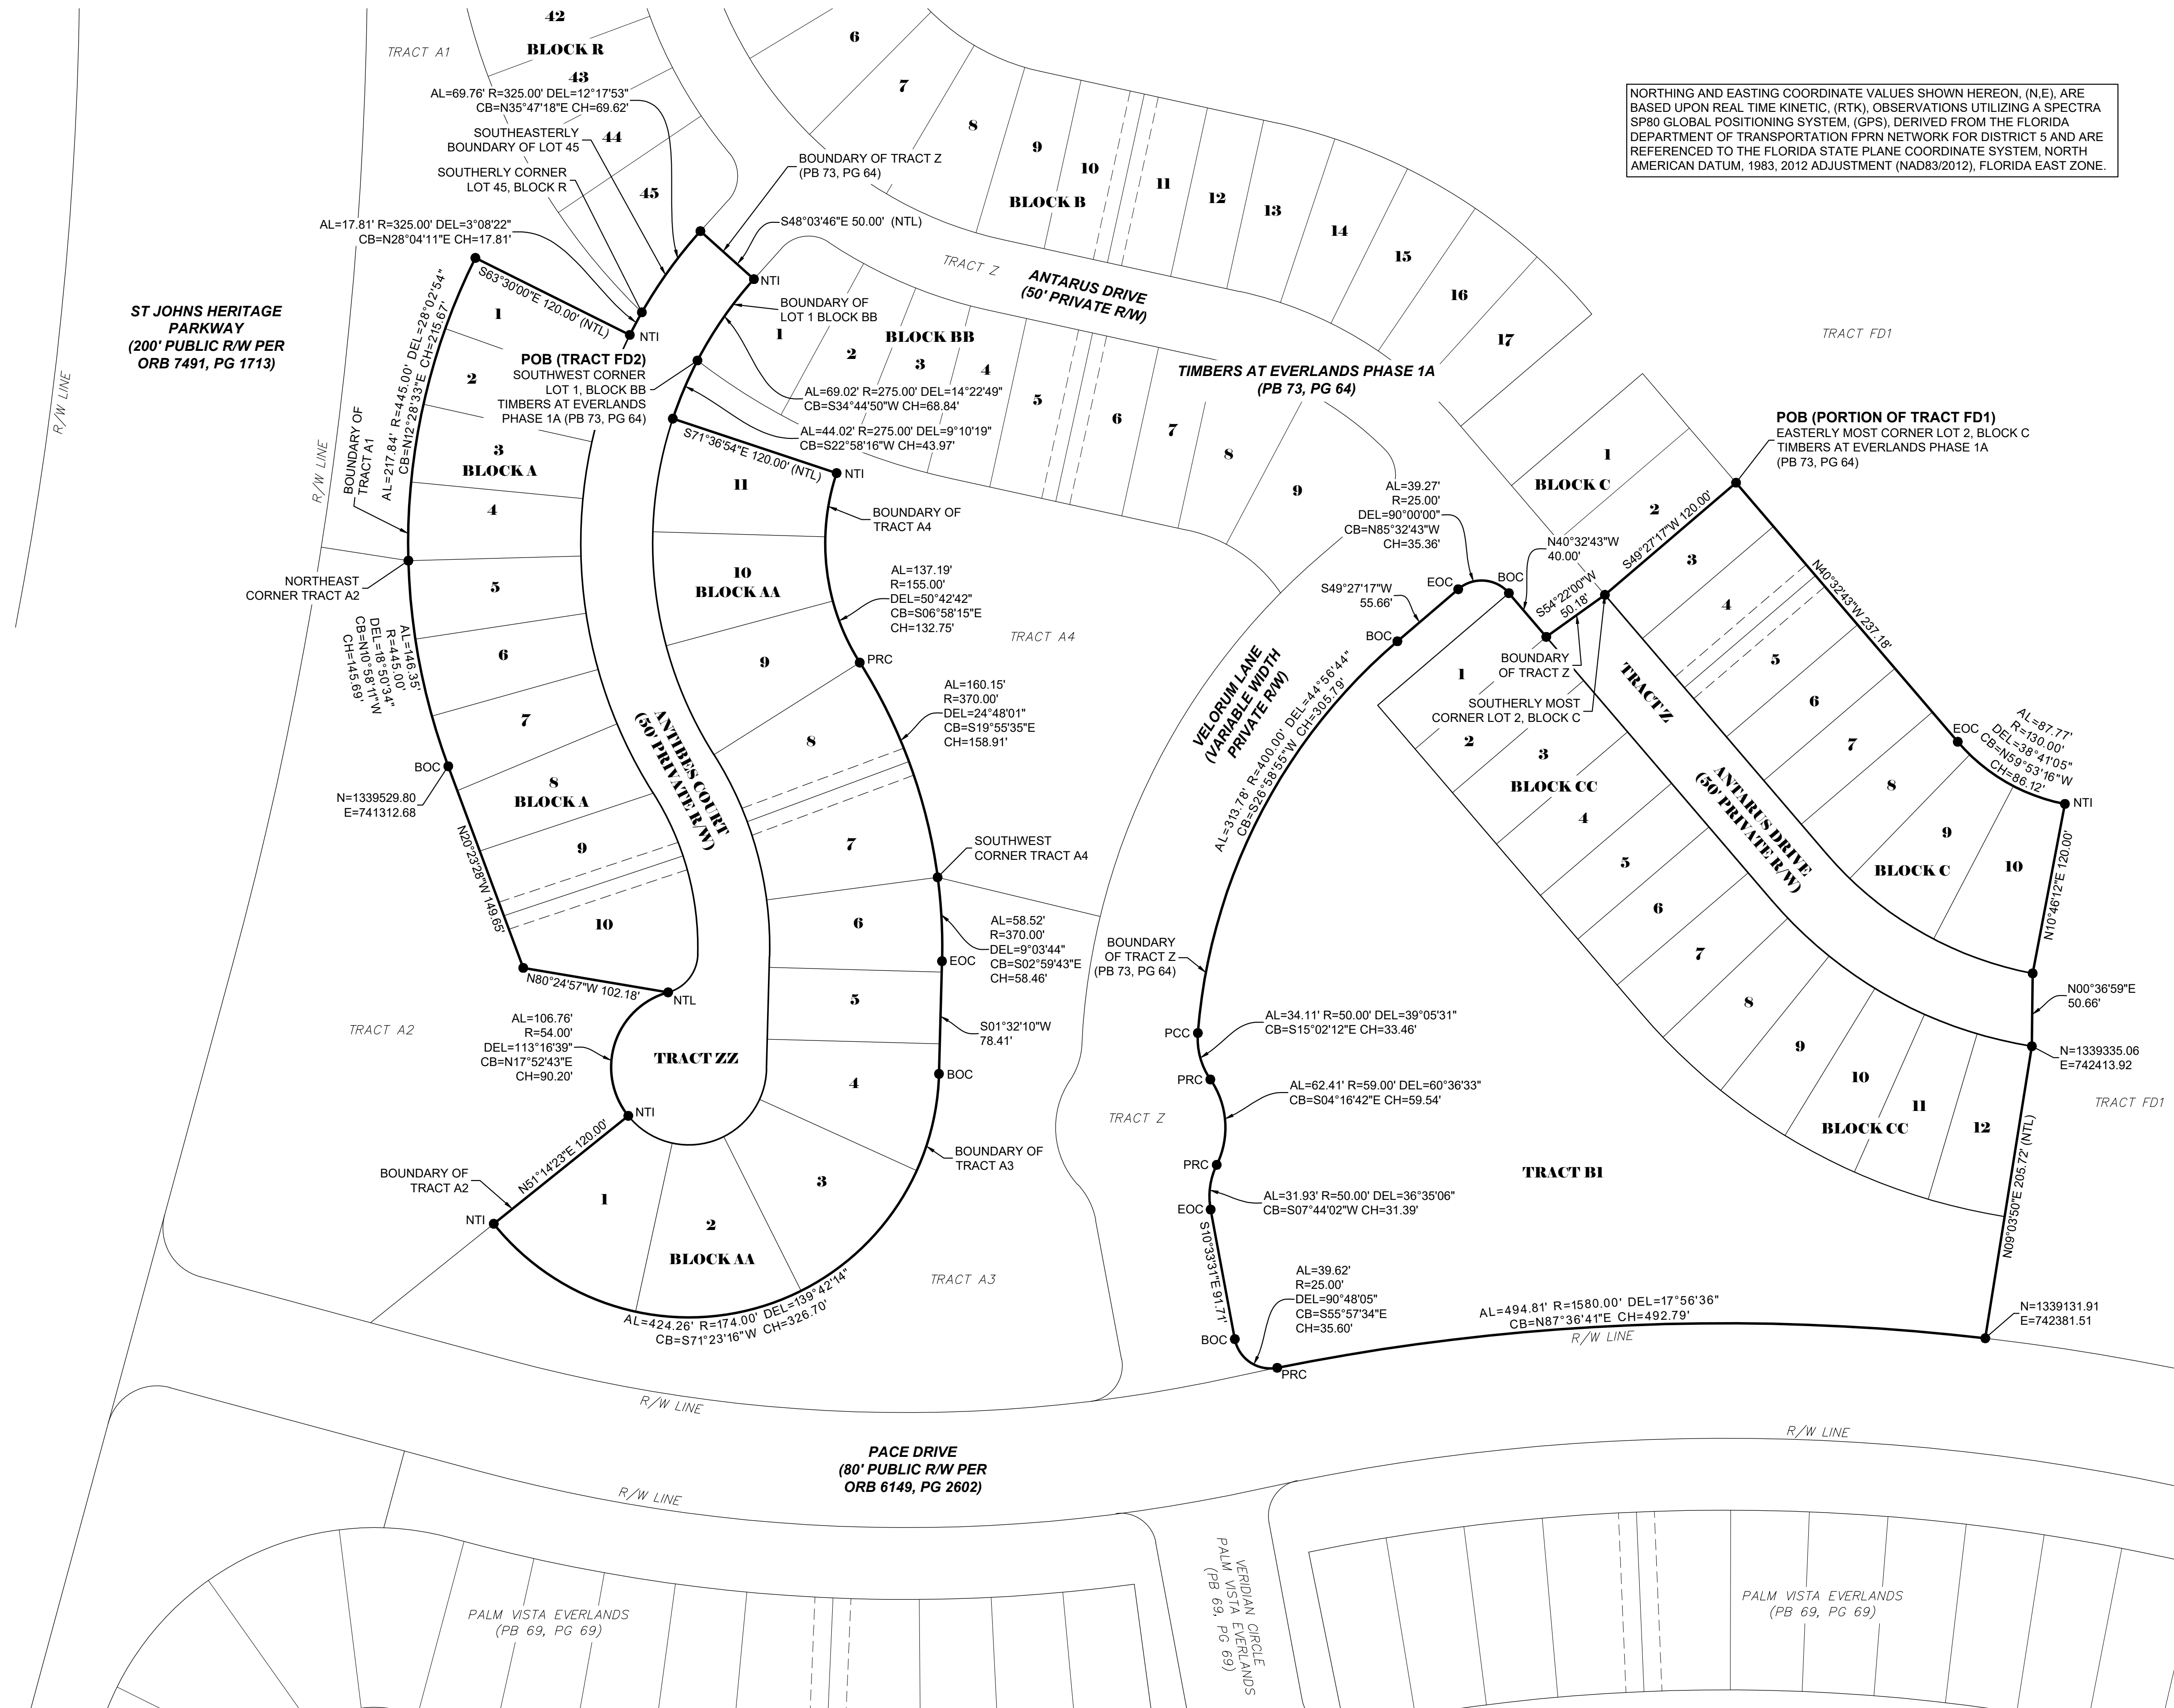 42
BLOCK R
TRACT A1
43
AL=69.76' R=325.00' DEL=12°17'53"
CB=N35°47'18"E CH=69.62'
SOUTHEASTERLY
BOUNDARY OF LOT 45
44
SOUTHERLY CORNER
LOT 45, BLOCK R
45
AL=17.81' R=325.00' DEL=3°08'22"
CB=N28°04'11"E CH=17.81'
BOUNDARY OF TRACT Z
(PB 73, PG 64)
S48°03'46"E 50.00' (NTL)
NTI
6
7
8
9
10
BLOCK B
11
12
13
14
15
16
17
NORTHING AND EASTING COORDINATE VALUES SHOWN HEREON, (N,E), ARE
BASED UPON REAL TIME KINETIC, (RTK), OBSERVATIONS UTILIZING A SPECTRA
SP80 GLOBAL POSITIONING SYSTEM, (GPS), DERIVED FROM THE FLORIDA
DEPARTMENT OF TRANSPORTATION FPRN NETWORK FOR DISTRICT 5 AND ARE
REFERENCED TO THE FLORIDA STATE PLANE COORDINATE SYSTEM, NORTH
AMERICAN DATUM, 1983, 2012 ADJUSTMENT (NAD83/2012), FLORIDA EAST ZONE.
ST JOHNS HERITAGE
PARKWAY
(200' PUBLIC R/W PER
ORB 7491, PG 1713)
R/W LINE
R/W LINE
S63°30'00"E 120.00' (NTL)
NTI
AL=217.84' R=445.00' DEL=28°02'54"
CB=N12°28'33"E CH=215.67'
BOUNDARY OF
TRACT A1
1
2
3
BLOCK A
4
5
6
7
8
BLOCK A
9
10
POB (TRACT FD2)
SOUTHWEST CORNER
LOT 1, BLOCK BB
TIMBERS AT EVERLANDS
PHASE 1A (PB 73, PG 64)
BOUNDARY OF
LOT 1 BLOCK BB
TRACT Z
ANTARUS DRIVE
(50' PRIVATE R/W)
1
2
BLOCK BB
3
4
5
6
7
8
9
AL=69.02' R=275.00' DEL=14°22'49"
CB=S34°44'50"W CH=68.84'
AL=44.02' R=275.00' DEL=9°10'19"
CB=S22°58'16"W CH=43.97'
S71°36'54"E 120.00' (NTL)
NTI
TIMBERS AT EVERLANDS PHASE 1A
(PB 73, PG 64)
TRACT FD1
POB (PORTION OF TRACT FD1)
EASTERLY MOST CORNER LOT 2, BLOCK C
TIMBERS AT EVERLANDS PHASE 1A
(PB 73, PG 64)
1
BLOCK C
2
S49°27'17"W 120.00'
3
4
5
6
7
8
9
BLOCK C
10
N40°32'43"W 237.18'
EOC
AL=87.77'
R=130.00'
DEL=38°41'05"
CB=N59°53'16"W
CH=86.12'
NTI
N10°46'12"E 120.00'
N00°36'59"E
50.66'
N=1339335.06
E=742413.92
TRACT FD1
AL=39.27'
R=25.00'
DEL=90°00'00"
CB=N85°32'43"W
CH=35.36'
N40°32'43"W
40.00'
EOC
BOC
S54°22'00"W
50.18'
S49°27'17"W
55.66'
BOC
BOUNDARY
OF TRACT Z
SOUTHERLY MOST
CORNER LOT 2, BLOCK C
TRACT Z
ANTARUS DRIVE
(50' PRIVATE R/W)
1
2
3
BLOCK CC
4
5
6
7
8
9
10
11
BLOCK CC
12
N09°03'50"E 205.72' (NTL)
N=1339131.91
E=742381.51
VELORUM LANE
(VARIABLE WIDTH
PRIVATE R/W)
AL=313.78' R=400.00' DEL=44°56'44"
CB=S26°58'55"W CH=305.79'
BOUNDARY
OF TRACT Z
(PB 73, PG 64)
PCC
AL=34.11' R=50.00' DEL=39°05'31"
CB=S15°02'12"E CH=33.46'
PRC
AL=62.41' R=59.00' DEL=60°36'33"
CB=S04°16'42"E CH=59.54'
TRACT Z
PRC
AL=31.93' R=50.00' DEL=36°35'06"
CB=S07°44'02"W CH=31.39'
EOC
S10°33'31"E 91.71'
BOC
AL=39.62'
R=25.00'
DEL=90°48'05"
CB=S55°57'34"E
CH=35.60'
PRC
TRACT B1
AL=494.81' R=1580.00' DEL=17°56'36"
CB=N87°36'41"E CH=492.79'
R/W LINE
11
BOUNDARY OF
TRACT A4
10
BLOCK AA
AL=137.19'
R=155.00'
DEL=50°42'42"
CB=S06°58'15"E
CH=132.75'
TRACT A4
9
PRC
8
AL=160.15'
R=370.00'
DEL=24°48'01"
CB=S19°55'35"E
CH=158.91'
7
SOUTHWEST
CORNER TRACT A4
6
AL=58.52'
R=370.00'
DEL=9°03'44"
CB=S02°59'43"E
CH=58.46'
EOC
5
S01°32'10"W
78.41'
4
BOC
3
BOUNDARY OF
TRACT A3
NORTHEAST
CORNER TRACT A2
AL=146.35'
R=445.00'
DEL=18°50'34"
CB=N10°58'11"W
CH=145.69'
BOC
N=1339529.80
E=741312.68
N20°23'28"W 149.65'
ANTIBES COURT
(50' PRIVATE R/W)
N80°24'57"W 102.18'
NTL
TRACT A2
AL=106.76'
R=54.00'
DEL=113°16'39"
CB=N17°52'43"E
CH=90.20'
TRACT ZZ
NTI
N51°14'23"E 120.00'
BOUNDARY OF
TRACT A2
NTI
1
2
BLOCK AA
AL=424.26' R=174.00' DEL=139°42'14"
CB=S71°23'16"W CH=326.70'
TRACT A3
R/W LINE
PACE DRIVE
(80' PUBLIC R/W PER
ORB 6149, PG 2602)
R/W LINE
R/W LINE
PALM VISTA EVERLANDS
(PB 69, PG 69)
VERIDIAN CIRCLE
PALM VISTA EVERLANDS
(PB 69, PG 69)
PALM VISTA EVERLANDS
(PB 69, PG 69)